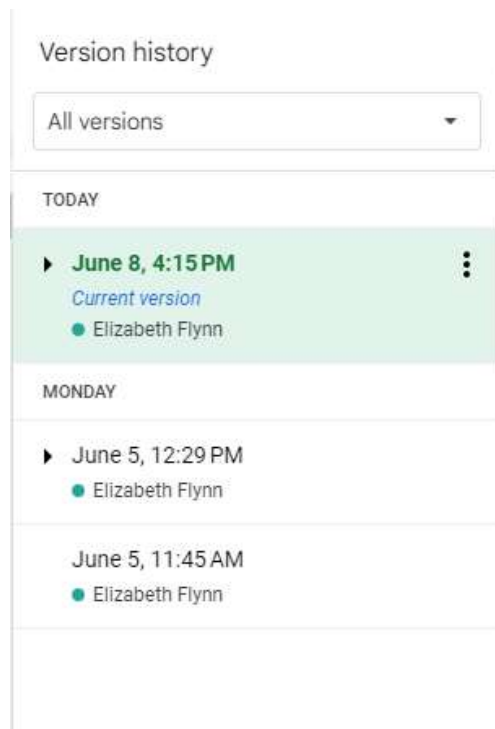 Version history
All versions
TODAY
June 8, 4:15 PM
Current version
Elizabeth Flynn
MONDAY
June 5, 12:29 PM
Elizabeth Flynn
June 5, 11:45 AM
Elizabeth Flynn